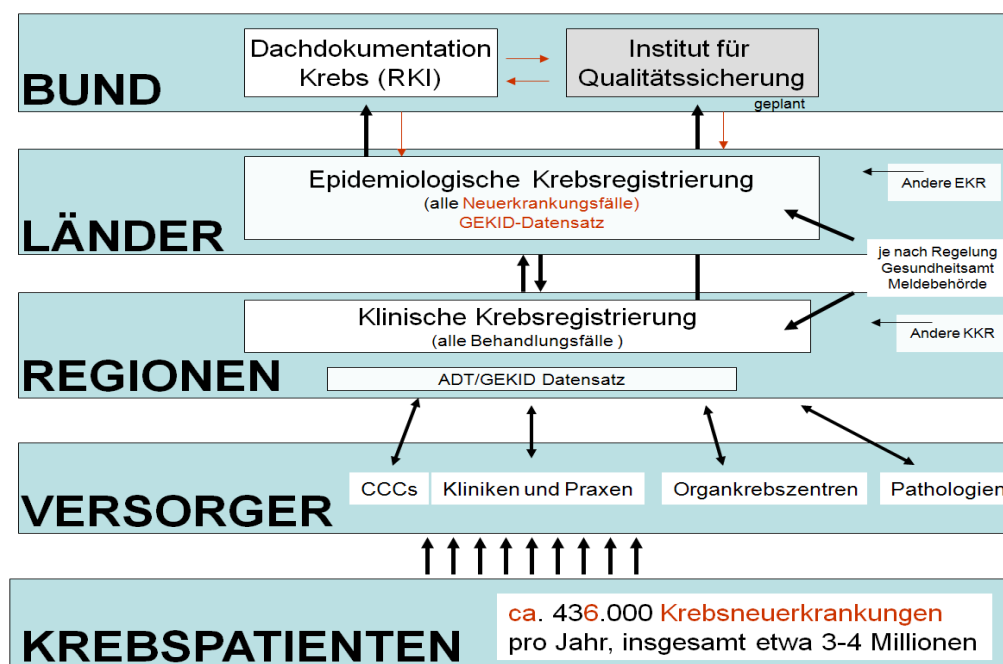 Dachdokumentation
Krebs (RKI)
Institut für
Qualitätssicherung
geplant
BUND
Epidemiologische Krebsregistrierung
(alle Neuerkrankungsfälle)
GEKID-Datensatz
Andere EKR
LÄNDER
je nach Regelung
Gesundheitsamt
Meldebehörde
Klinische Krebsregistrierung
(alle Behandlungsfälle )
Andere KKR
REGIONEN
ADT/GEKID Datensatz
CCCs
Kliniken und Praxen
Organkrebszentren
Pathologien
VERSORGER
KREBSPATIENTEN
ca. 436.000 Krebsneuerkrankungen
pro Jahr, insgesamt etwa 3-4 Millionen